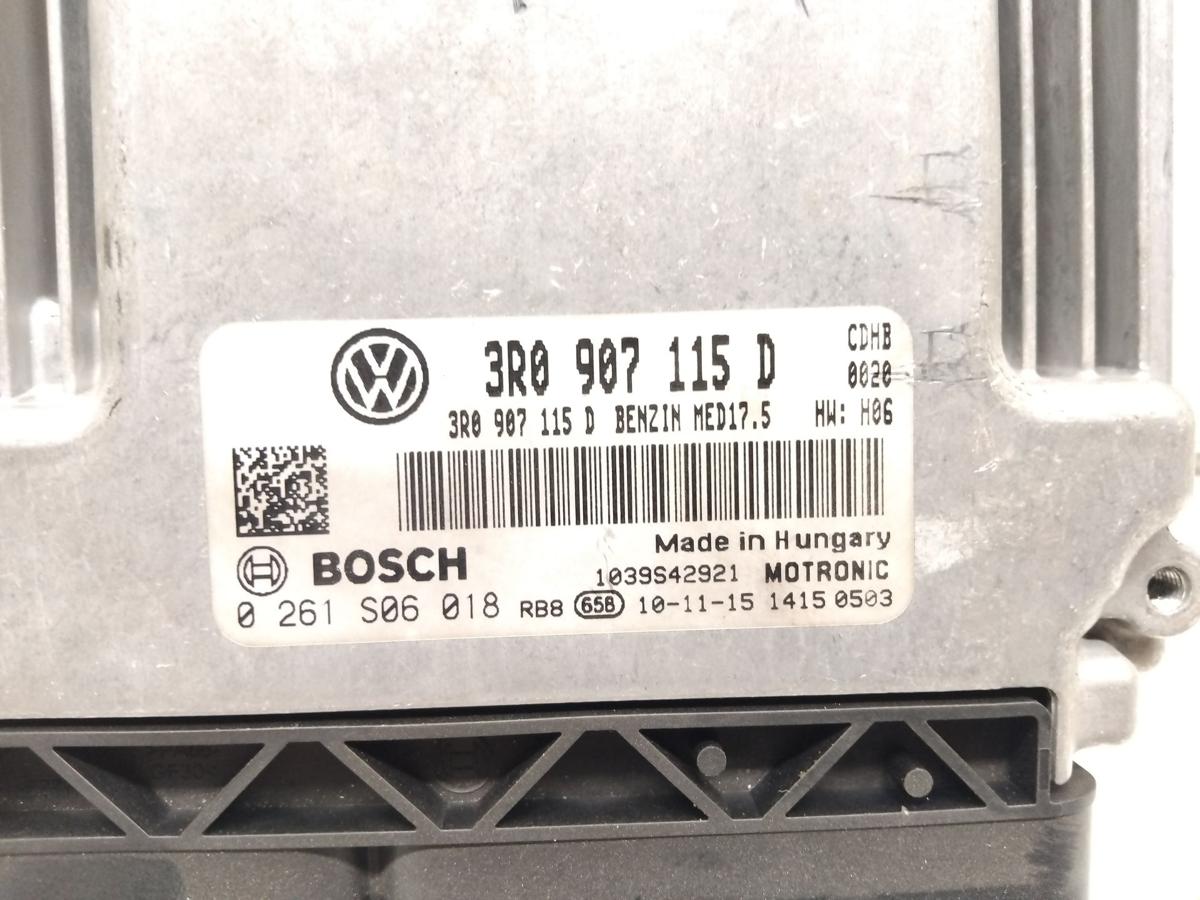 3R0 907 115 D CDHB
0020
3R0 907 115 D BENZIN MED17.5 HW: H06
Made in Hungary
BOSCH 1039S42921 MOTRONIC
0 261 S06 018 RB8 658 10-11-15 1415 0503